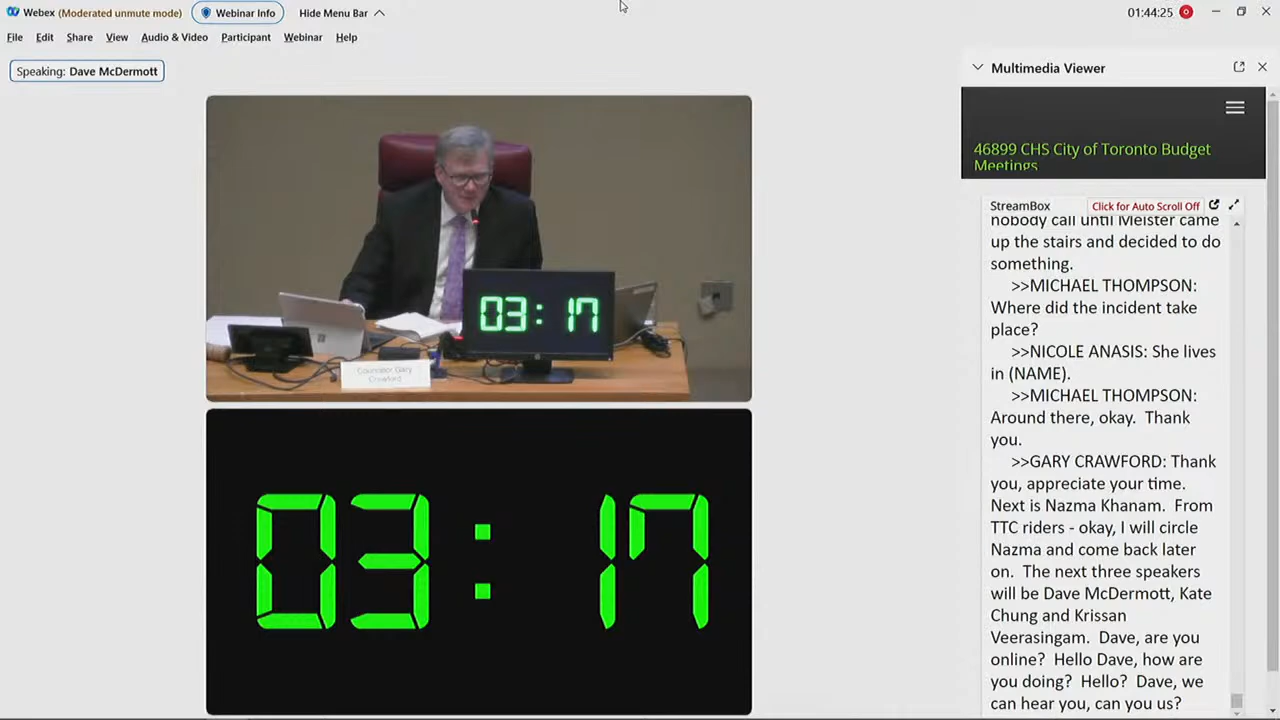 Webex (Moderated unmute mode) Webinar Info Hide Menu Bar 01:44:25
File Edit Share View Audio & Video Participant Webinar Help
Speaking: Dave McDermott
03:17
Councillor Gary
Crawford
03:17
Multimedia Viewer
46899 CHS City of Toronto Budget
Meetings
StreamBox Click for Auto Scroll Off
nobody call until Meister came
up the stairs and decided to do
something.
>>MICHAEL THOMPSON:
Where did the incident take
place?
>>NICOLE ANASIS: She lives
in (NAME).
>>MICHAEL THOMPSON:
Around there, okay. Thank
you.
>>GARY CRAWFORD: Thank
you, appreciate your time.
Next is Nazma Khanam. From
TTC riders - okay, I will circle
Nazma and come back later
on. The next three speakers
will be Dave McDermott, Kate
Chung and Krissan
Veerasingam. Dave, are you
online? Hello Dave, how are
you doing? Hello? Dave, we
can hear you, can you us?